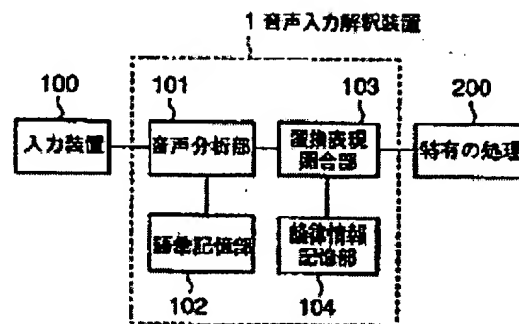 1 音声入力解釈装置
100
101
103
200
入力装置
音声分析部
置換表現
照合部
特有の処理
語彙記憶部
韻律情報
記憶部
102
104